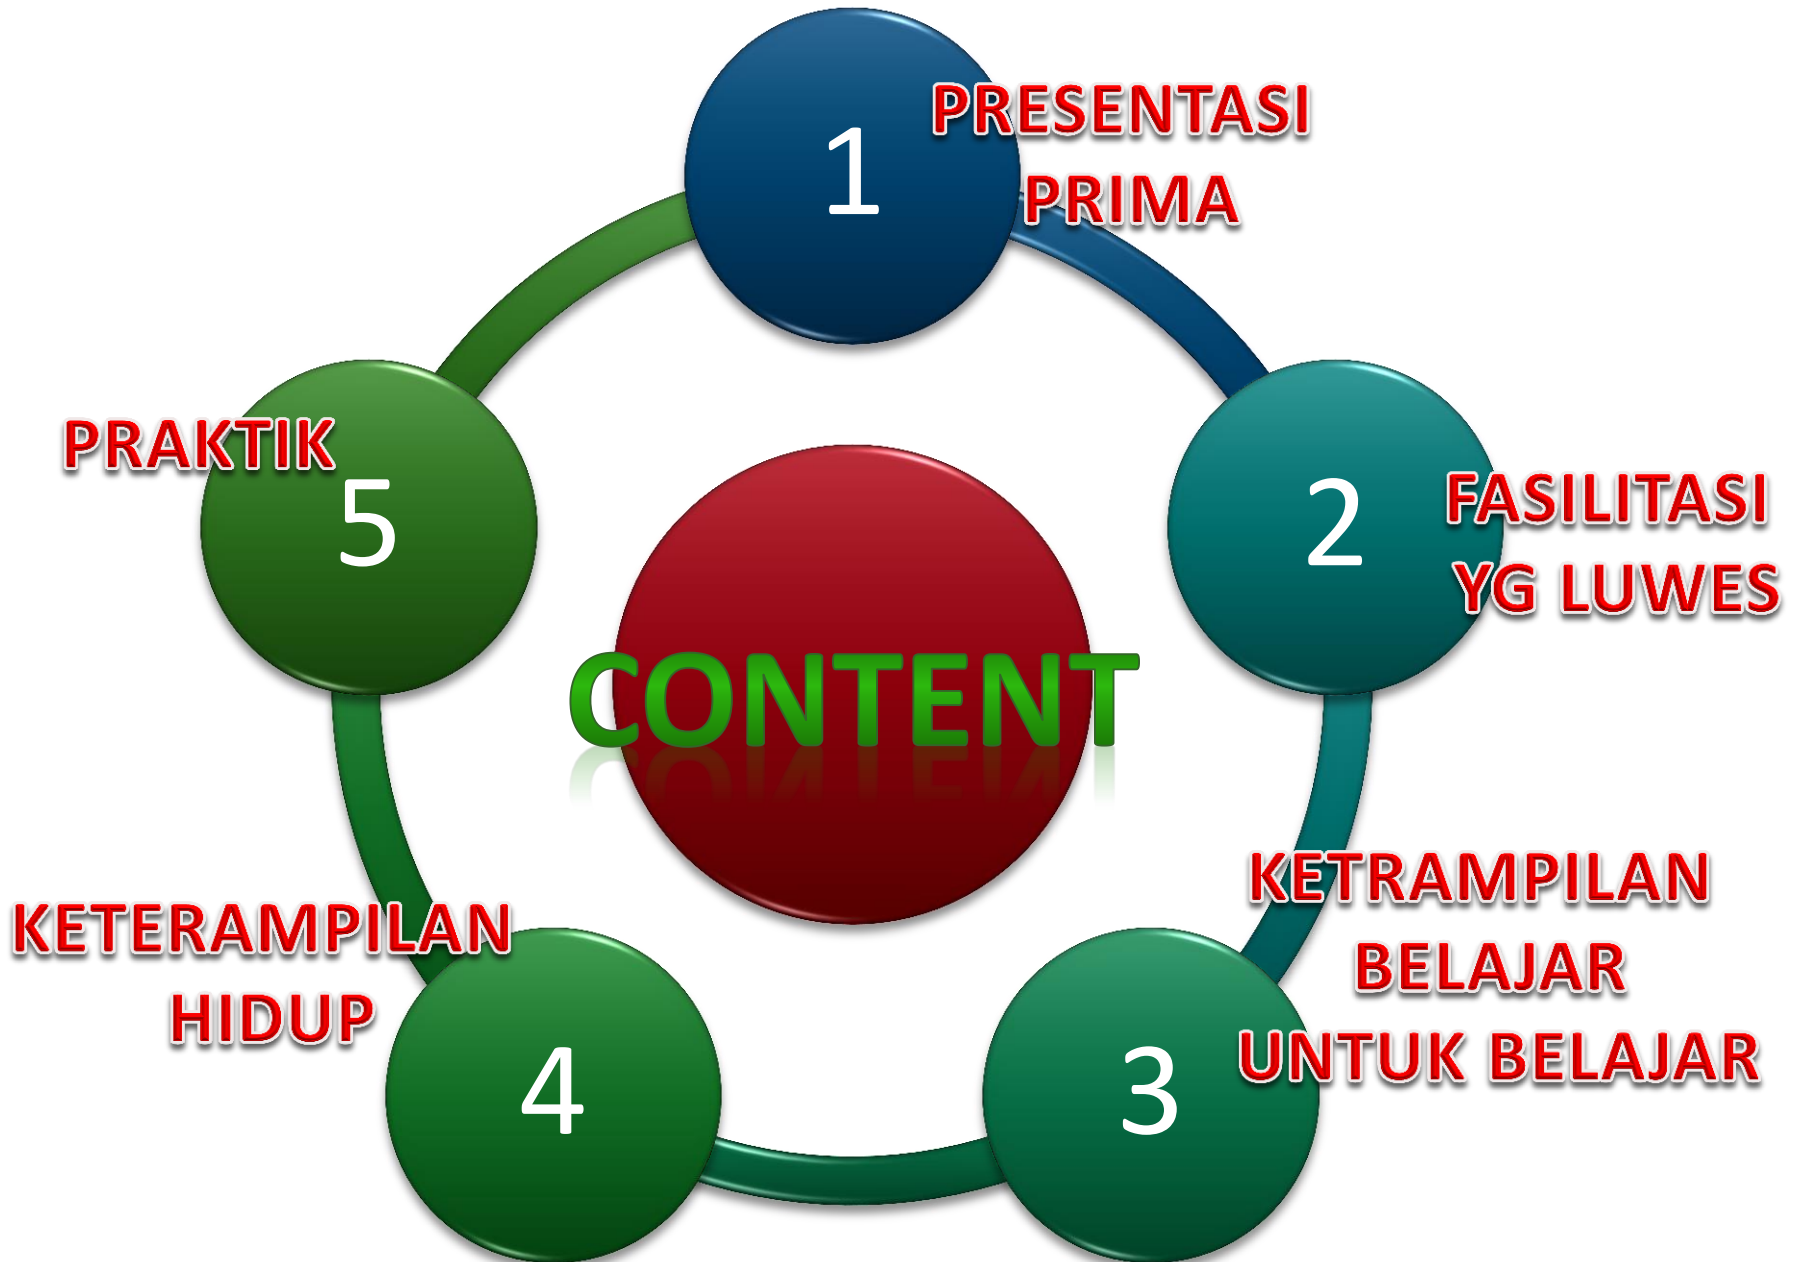 1
PRESENTASI
PRIMA
2
FASILITASI
YG LUWES
3
KETRAMPILAN
BELAJAR
UNTUK BELAJAR
4
KETERAMPILAN
HIDUP
5
PRAKTIK
CONTENT